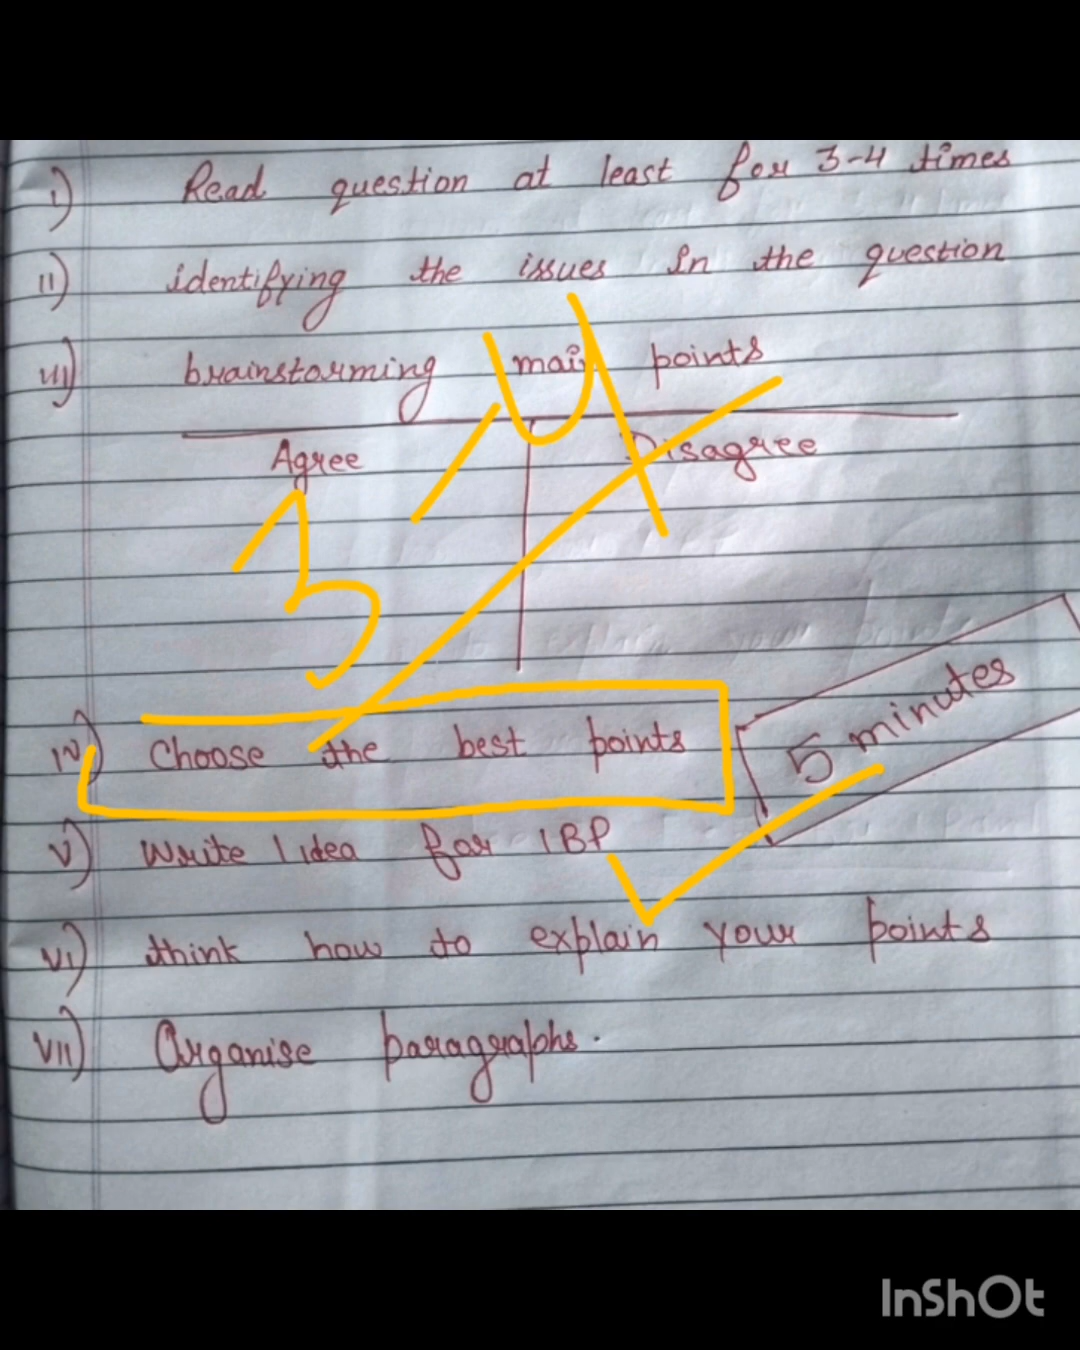 i) Read question at least for 3-4 times
ii) identifying the issues in the question
iii) brainstorming main points
Agree Disagree
3-4
iv) Choose the best points
5 minutes
v) Write 1 idea for 1BP
vi) think how to explain your points
vii) Organise paragraphs.
InShOt